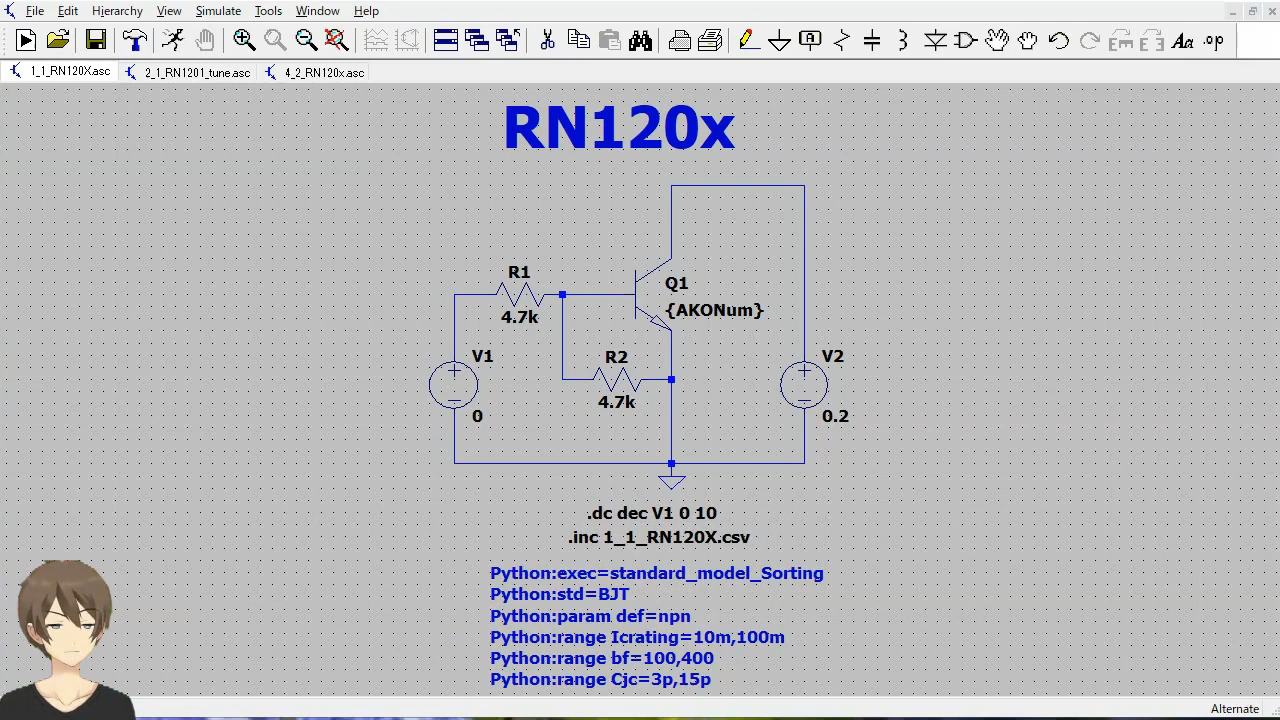 File Edit Hierarchy View Simulate Tools Window Help
.op
1_1_RN120X.asc 2_1_RN1201_tune.asc 4_2_RN120x.asc
RN120x
R1
4.7k
Q1
{AKONum}
V1
0
R2
4.7k
V2
0.2
.dc dec V1 0 10
.inc 1_1_RN120X.csv
Python:exec=standard_model_Sorting
Python:std=BJT
Python:param def=npn
Python:range Icrating=10m,100m
Python:range bf=100,400
Python:range Cjc=3p,15p
Alternate